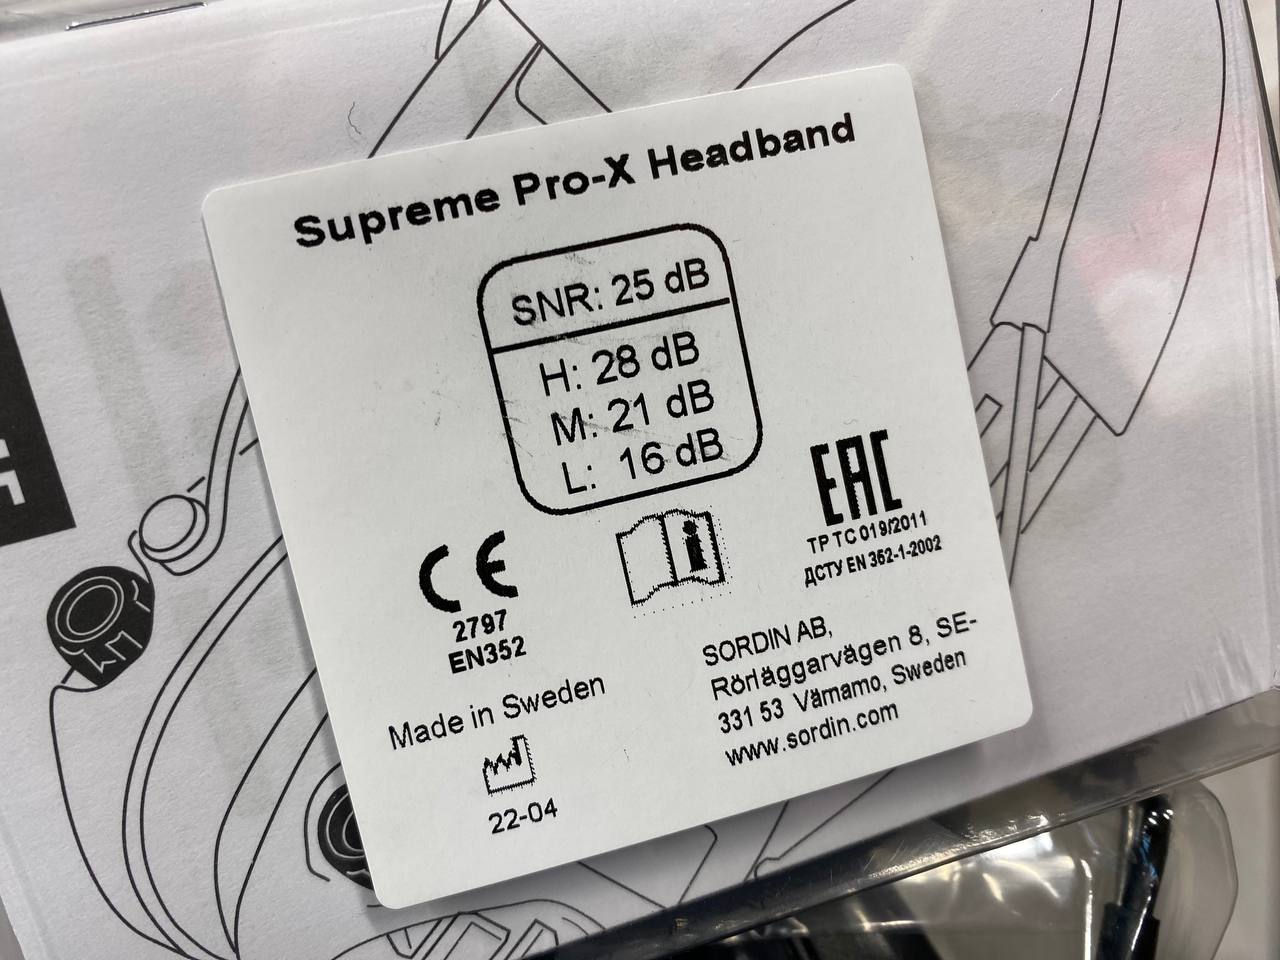 Supreme Pro-X Headband
SNR: 25 dB
H: 28 dB
M: 21 dB
L: 16 dB
EAC
ТР ТС 019/2011
ДСТУ EN 352-1-2002
CE
2797
EN352
i
Made in Sweden
22-04
SORDIN AB,
Rörläggarvägen 8, SE-
331 53 Värnamo, Sweden
www.sordin.com